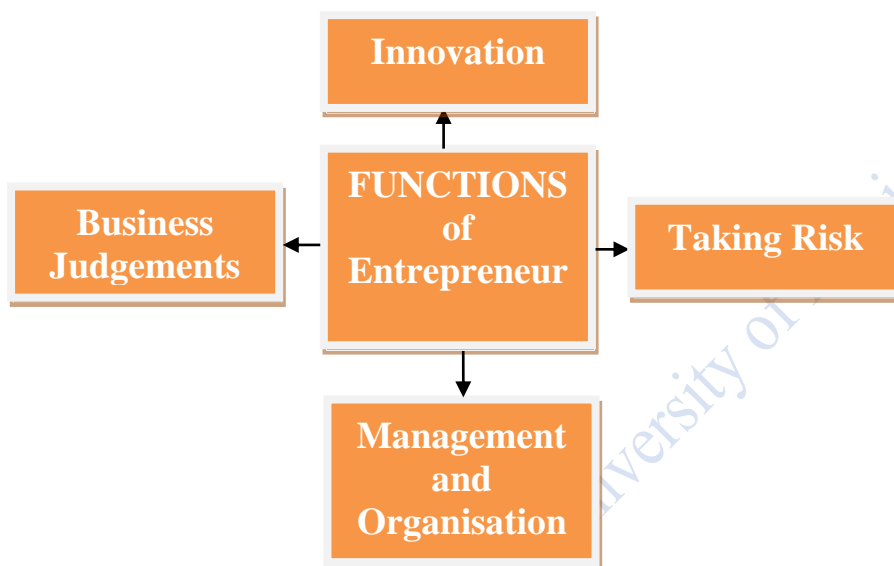 Innovation
FUNCTIONS
of
Entrepreneur
Business
Judgements
Taking Risk
Management
and
Organisation